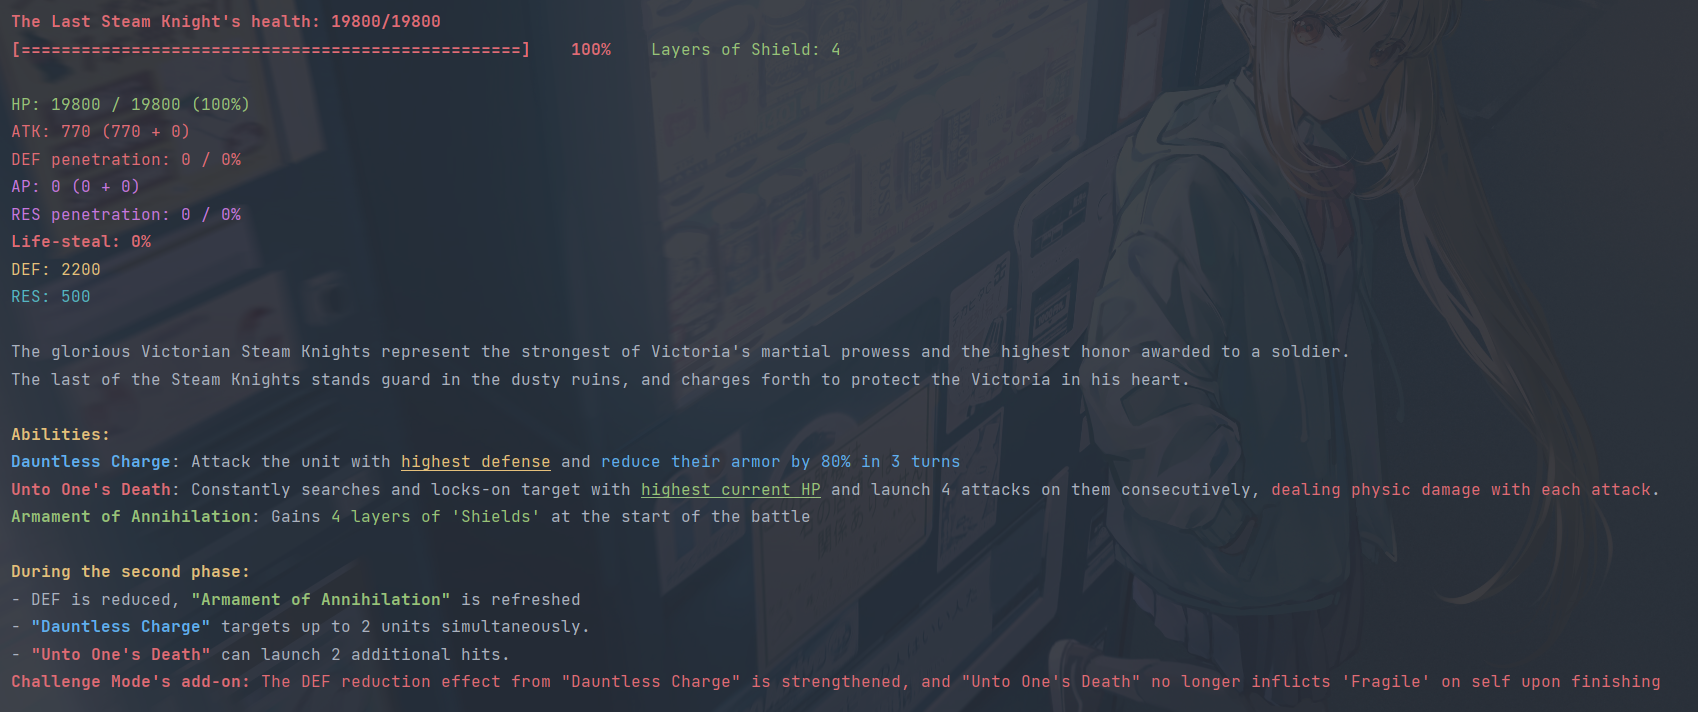 The Last Steam Knight's health: 19800/19800
[==================================================] 100% Layers of Shield: 4
HP: 19800 / 19800 (100%)
ATK: 770 (770 + 0)
DEF penetration: 0 / 0%
AP: 0 (0 + 0)
RES penetration: 0 / 0%
Life-steal: 0%
DEF: 2200
RES: 500
The glorious Victorian Steam Knights represent the strongest of Victoria's martial prowess and the highest honor awarded to a soldier.
The last of the Steam Knights stands guard in the dusty ruins, and charges forth to protect the Victoria in his heart.
Abilities:
Dauntless Charge: Attack the unit with highest defense and reduce their armor by 80% in 3 turns
Unto One's Death: Constantly searches and locks-on target with highest current HP and launch 4 attacks on them consecutively, dealing physic damage with each attack.
Armament of Annihilation: Gains 4 layers of 'Shields' at the start of the battle
During the second phase:
- DEF is reduced, "Armament of Annihilation" is refreshed
- "Dauntless Charge" targets up to 2 units simultaneously.
- "Unto One's Death" can launch 2 additional hits.
Challenge Mode's add-on: The DEF reduction effect from "Dauntless Charge" is strengthened, and "Unto One's Death" no longer inflicts 'Fragile' on self upon finishing